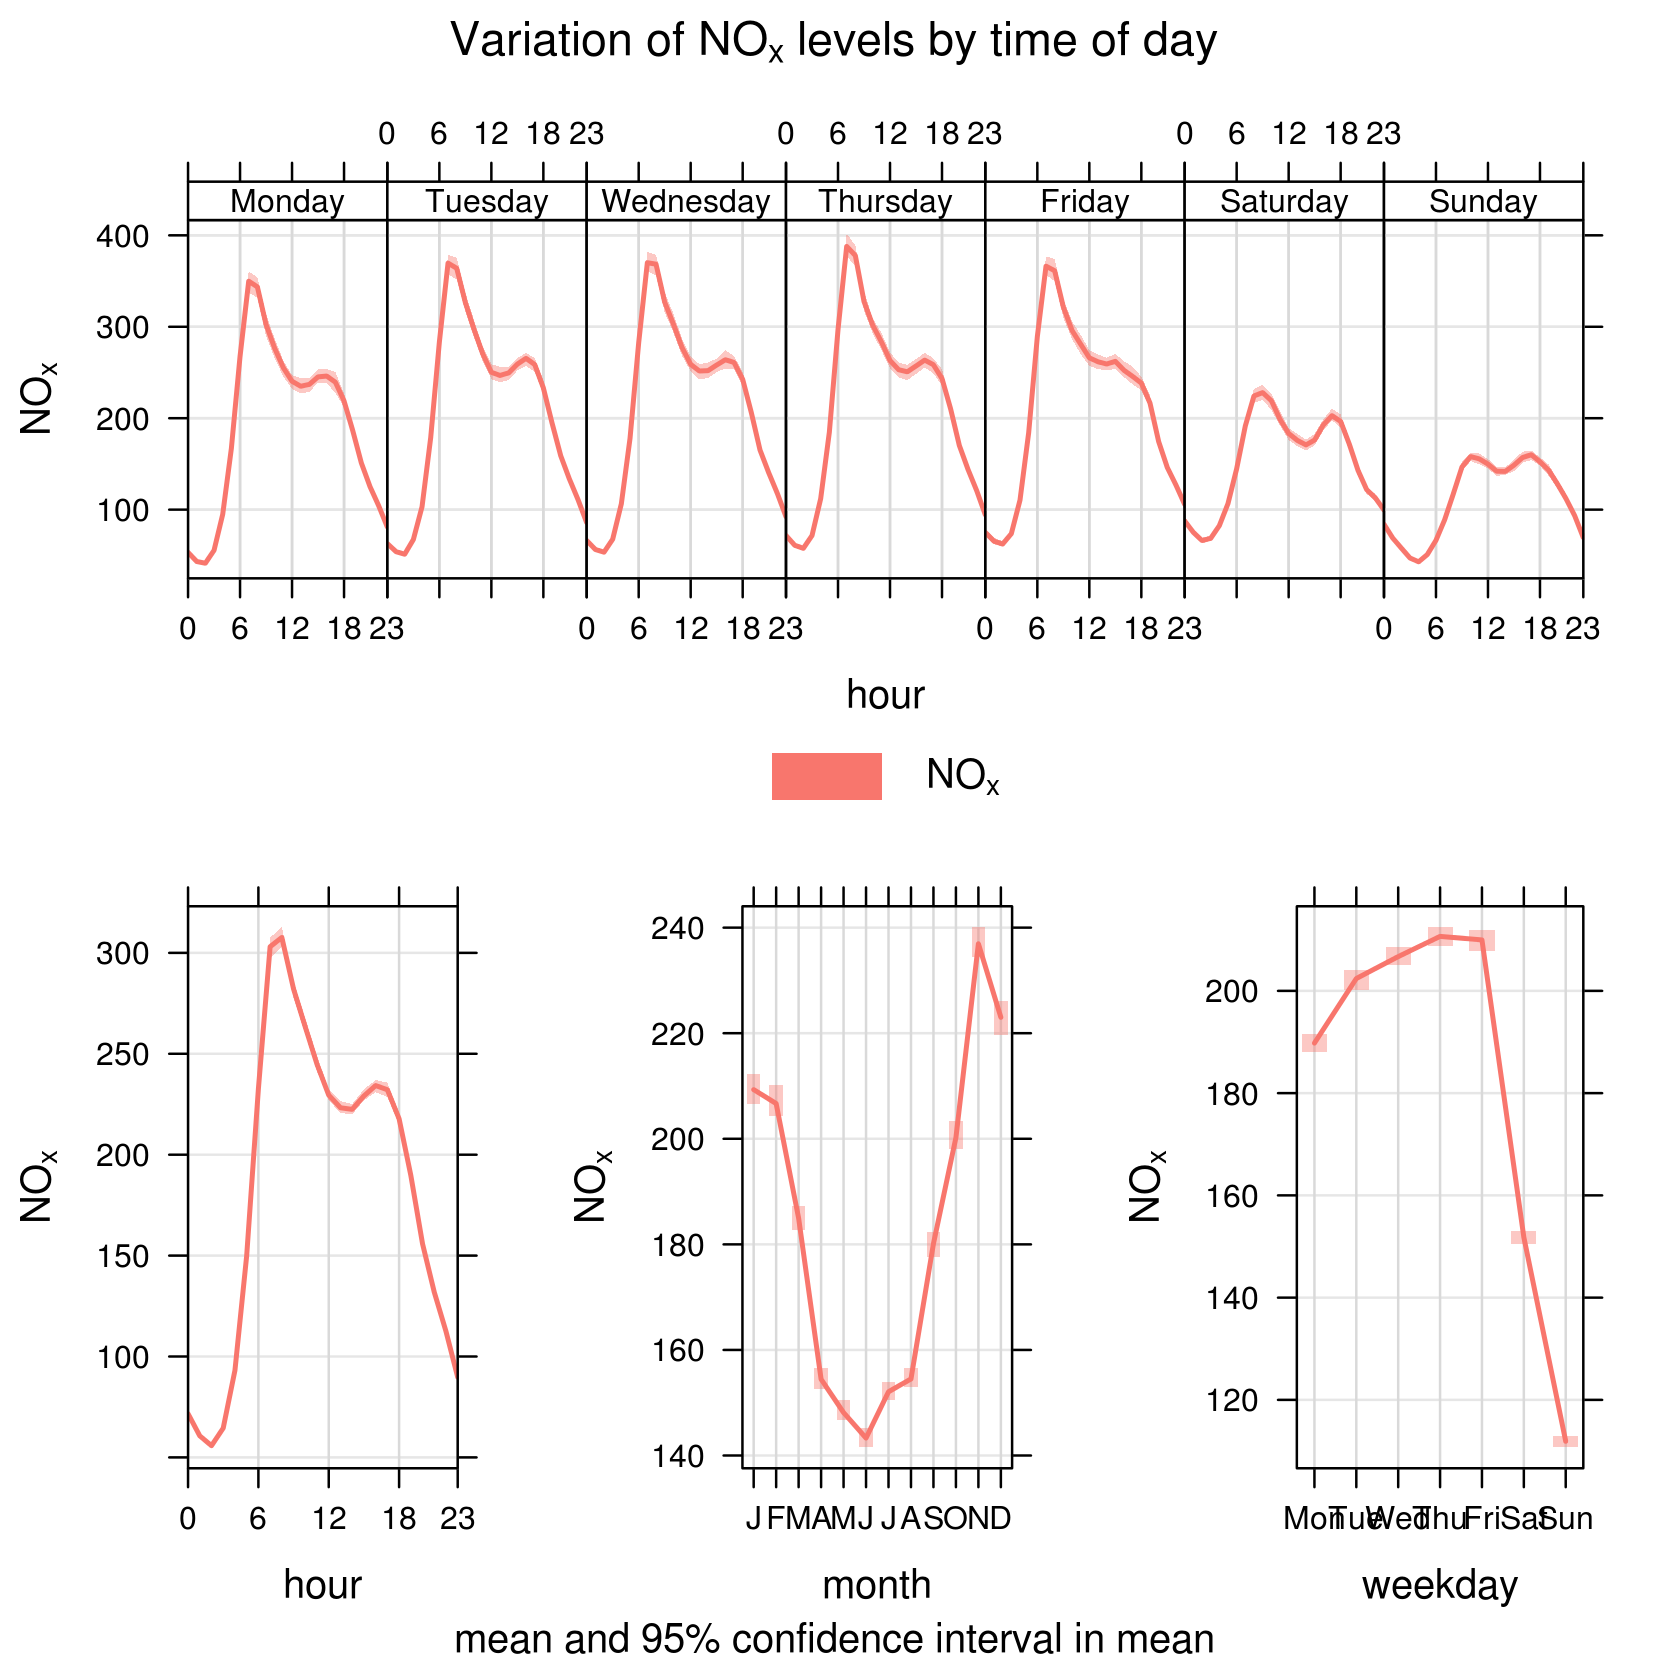 Variation of NOx levels by time of day
0 6 12 18 23 0 6 12 18 23 0 6 12 18 23
Monday Tuesday Wednesday Thursday Friday Saturday Sunday
400
300
200
100
NOx
0 6 12 18 23 0 6 12 18 23 0 6 12 18 23 0 6 12 18 23
hour
NOx
300
250
200
150
100
NOx
0 6 12 18 23
hour
240
220
200
180
160
140
NOx
J F M A M J J A S O N D
month
200
180
160
140
120
NOx
Mon Tue Wed Thu Fri Sat Sun
weekday
mean and 95% confidence interval in mean